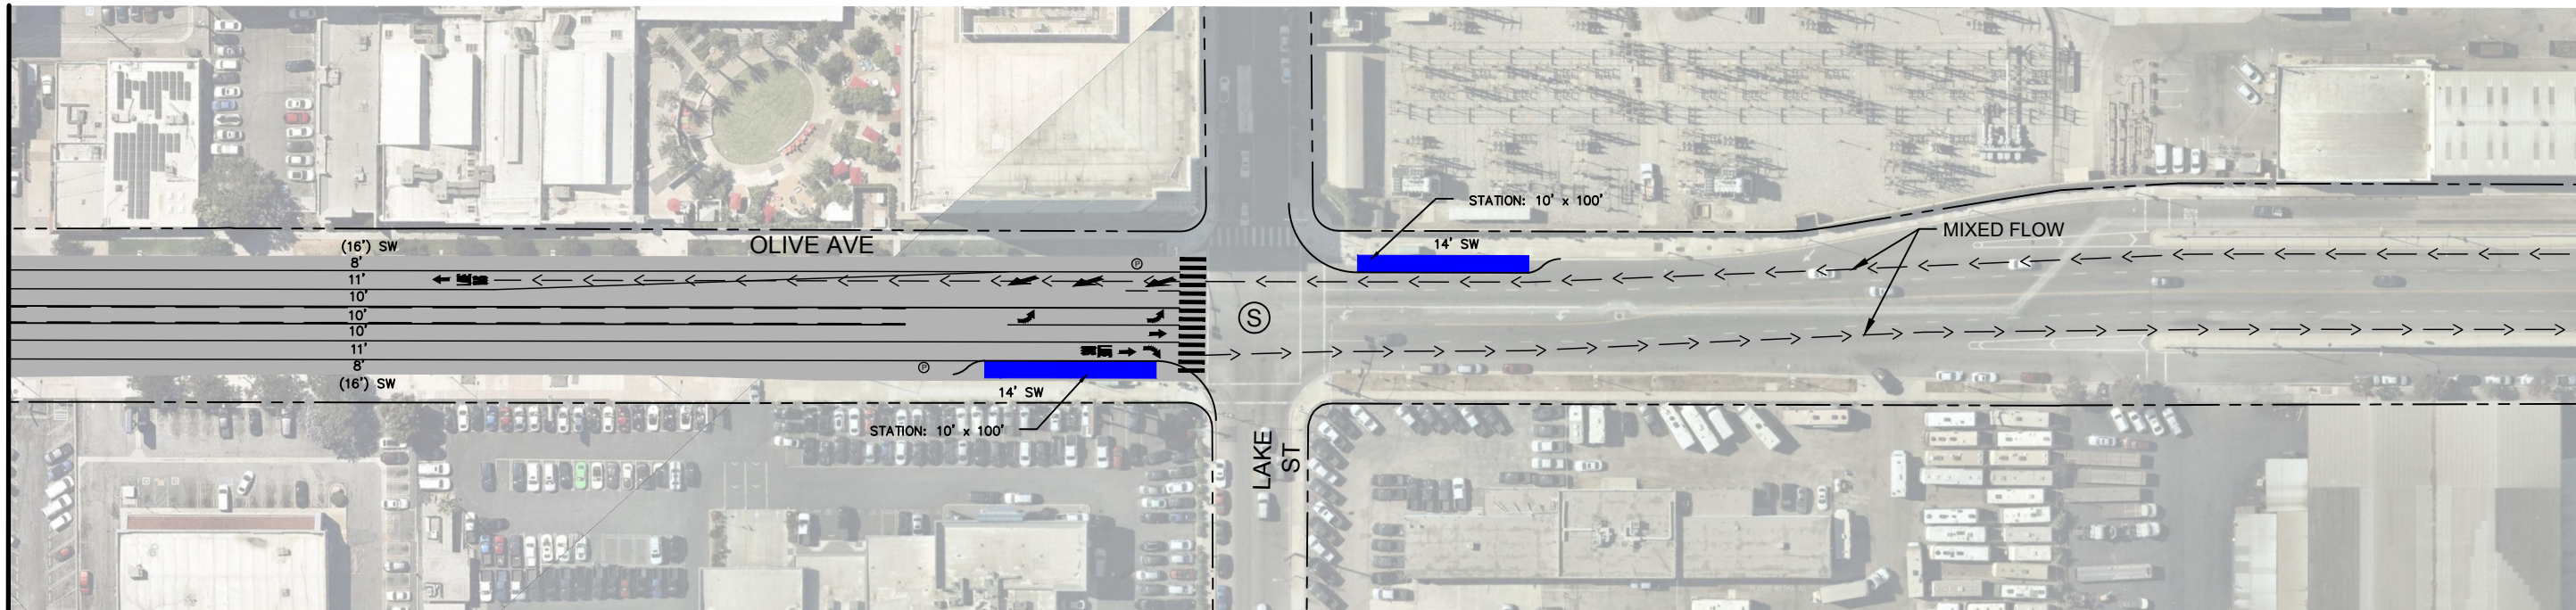 STATION: 10' x 100'
MIXED FLOW
(16') SW
OLIVE AVE
14' SW
8'
P
11'
10'
S
10'
10'
11'
8'
P
(16') SW
14' SW
STATION: 10' x 100'
LAKE
ST